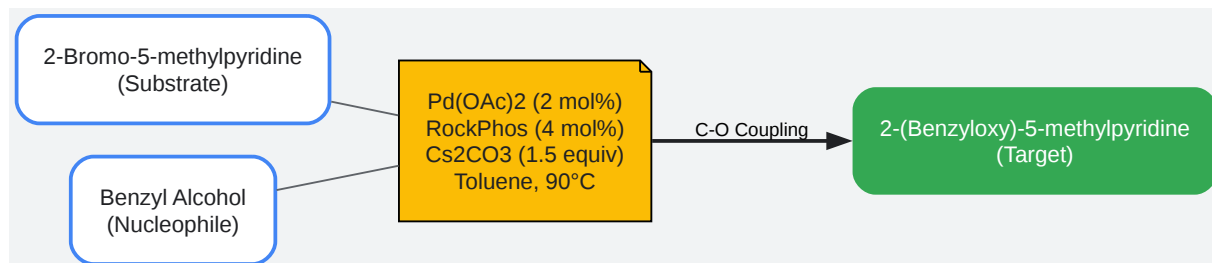 2-Bromo-5-methylpyridine
(Substrate)
Benzyl Alcohol
(Nucleophile)
Pd(OAc)2 (2 mol%)
RockPhos (4 mol%)
Cs2CO3 (1.5 equiv)
Toluene, 90°C
C-O Coupling
2-(Benzyloxy)-5-methylpyridine
(Target)